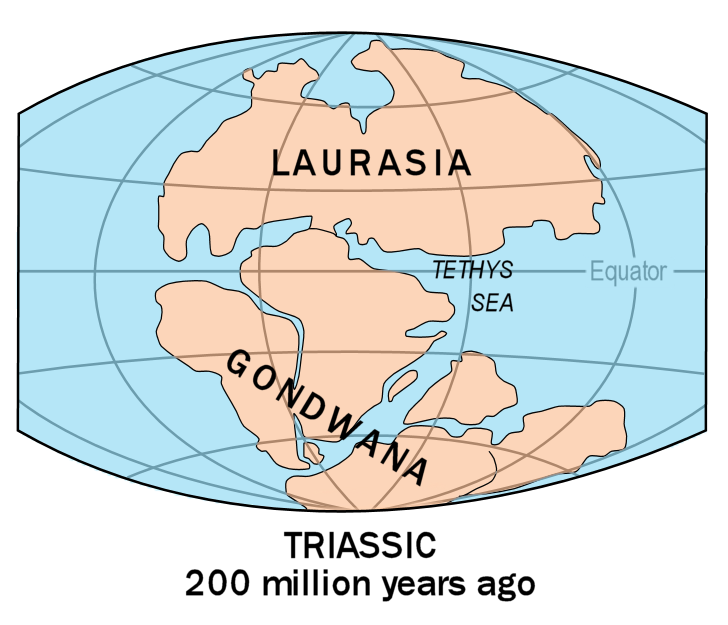 LAURASIA
TETHYS
SEA
Equator
GONDWANA
TRIASSIC
200 million years ago